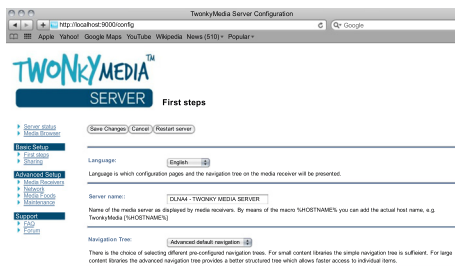 TwonkyMedia Server Configuration
http://localhost:9000/config
Google
Apple Yahoo! Google Maps YouTube Wikipedia News (510) Popular
TWONKYMEDIA TM
SERVER First steps
Server status
Media Browser
Save Changes Cancel Restart server
Basic Setup
First steps
Sharing
Language: English
Language is which configuration pages and the navigation tree on the media receiver will be presented.
Advanced Setup
Media Receivers
Network
Media Feeds
Maintenance
Server name:: DLNA4 - TWONKY MEDIA SERVER
Name of the media server as displayed by media receivers. By means of the macro %HOSTNAME% you can add the actual host name, e.g.
TwonkyMedia [%HOSTNAME%]
Support
FAQ
Forum
Navigation Tree: Advanced default navigation
There is the choice of selecting different pre-configured navigation trees. For small content libraries the simple navigation tree is suffieient. For large
content libraries the advanced navigation tree provides a better structured tree which allows faster access to individual items.